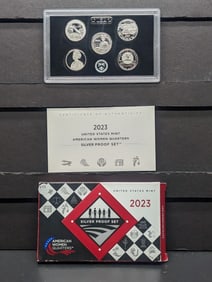 CERTIFICATE OF AUTHENTICITY
2023
UNITED STATES MINT
AMERICAN WOMEN QUARTERS
SILVER PROOF SET
UNITED STATES MINT
2023
SILVER PROOF SET
AMERICAN
WOMEN
QUARTERS